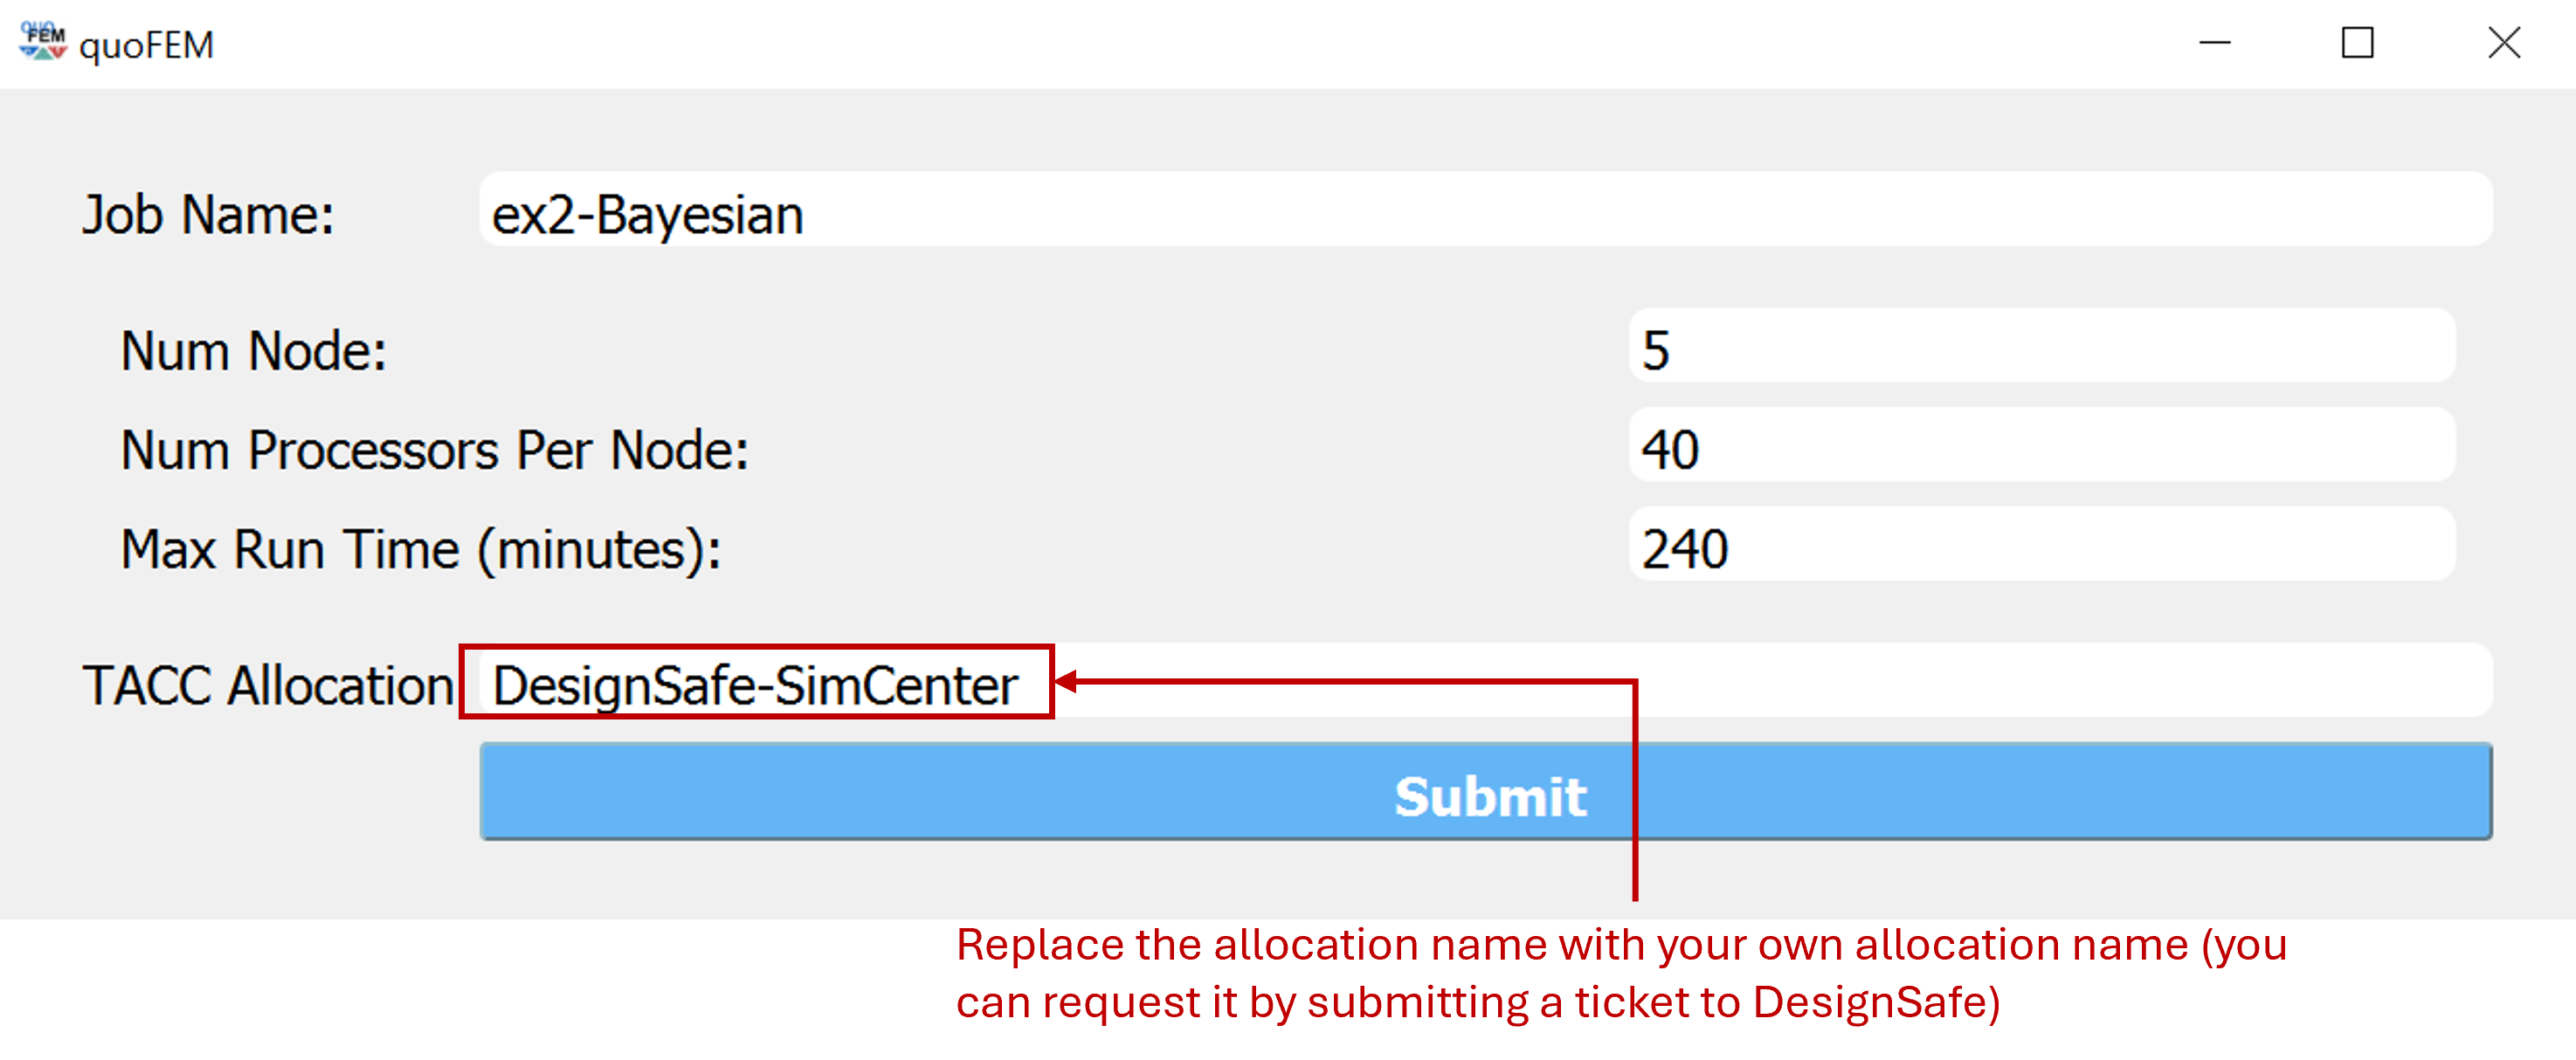 QUO
FEM
quoFEM
Job Name: ex2-Bayesian
Num Node: 5
Num Processors Per Node: 40
Max Run Time (minutes): 240
TACC Allocation DesignSafe-SimCenter
Submit
Replace the allocation name with your own allocation name (you
can request it by submitting a ticket to DesignSafe)